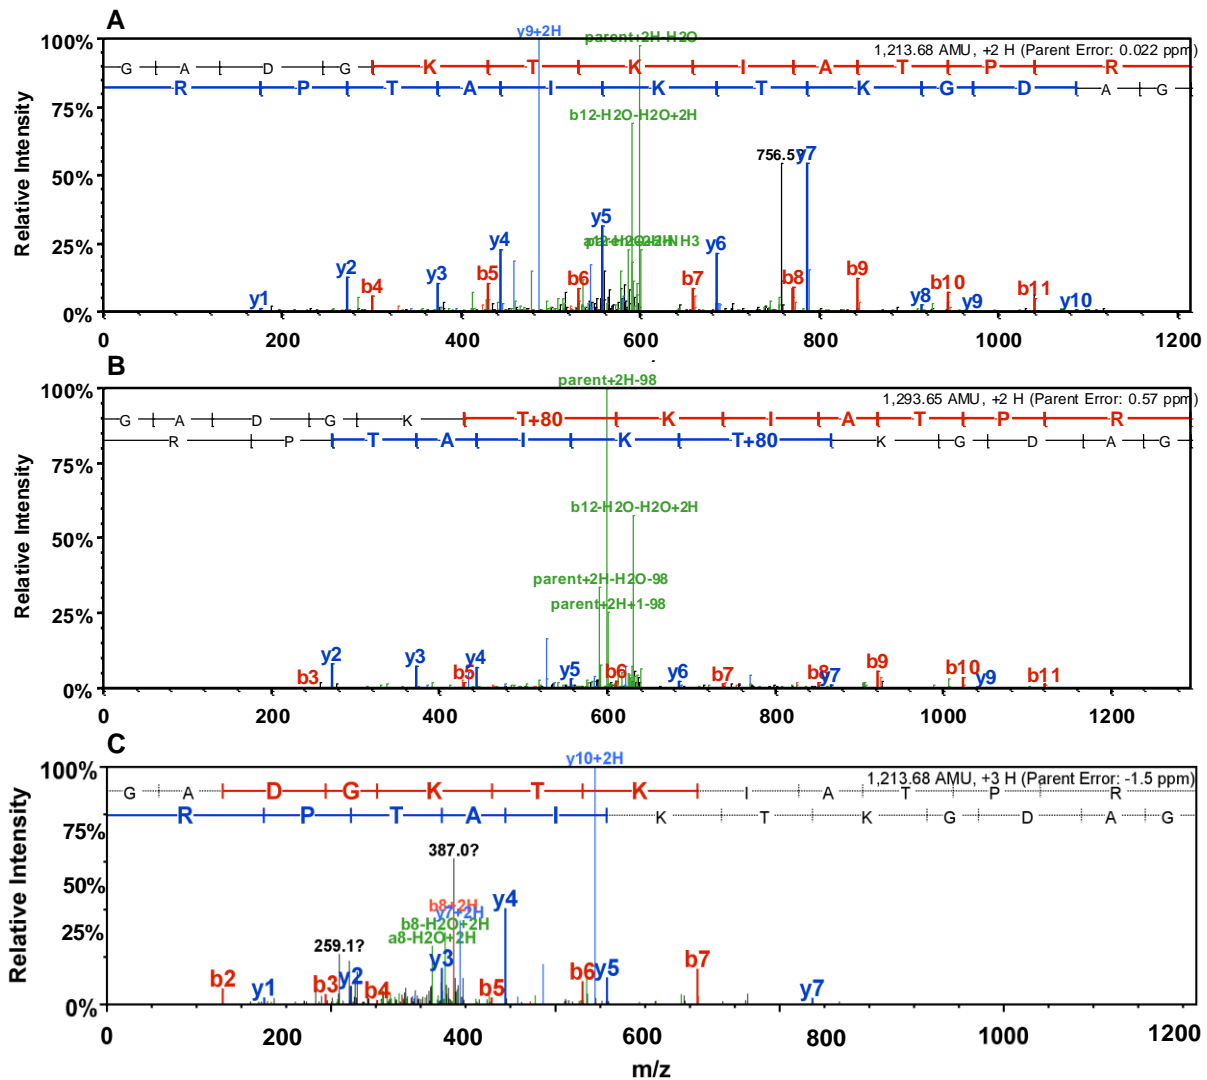 A
y9+2H
parent+2H-H2O
100%
1,213.68 AMU, +2 H (Parent Error: 0.022 ppm)
G A D G K T K I A T P R
R P T A I K T K G D A G
75%
b12-H2O-H2O+2H
756.5?
y7
50%
y5
25%
y4
y6
y2
b4
y3
b5
b6
b7
b8
b9
y8
b10
y9
b11
y10
y1
0%
Relative Intensity
0 200 400 600 800 1000 1200
B
parent+2H-98
100%
1,293.65 AMU, +2 H (Parent Error: 0.57 ppm)
G A D G K T+80 K I A T P R
R P T A I K T+80 K G D A G
75%
b12-H2O-H2O+2H
50%
parent+2H-H2O-98
parent+2H+1-98
25%
b3
y2
y3
b5
y4
y5
b6
y6
b7
b8
y7
b9
b10
y9
b11
0%
Relative Intensity
0 200 400 600 800 1000 1200
C
y10+2H
100%
1,213.68 AMU, +3 H (Parent Error: -1.5 ppm)
G A D G K T K I A T P R
R P T A I K T K G D A G
75%
387.0?
50%
b8+2H
y7+2H
y4
b8-H2O+2H
a8-H2O+2H
25%
259.1?
b2
y1
b3
y2
b4
y3
b5
b6
y5
b7
y7
0%
Relative Intensity
0 200 400 600 800 1000 1200
m/z